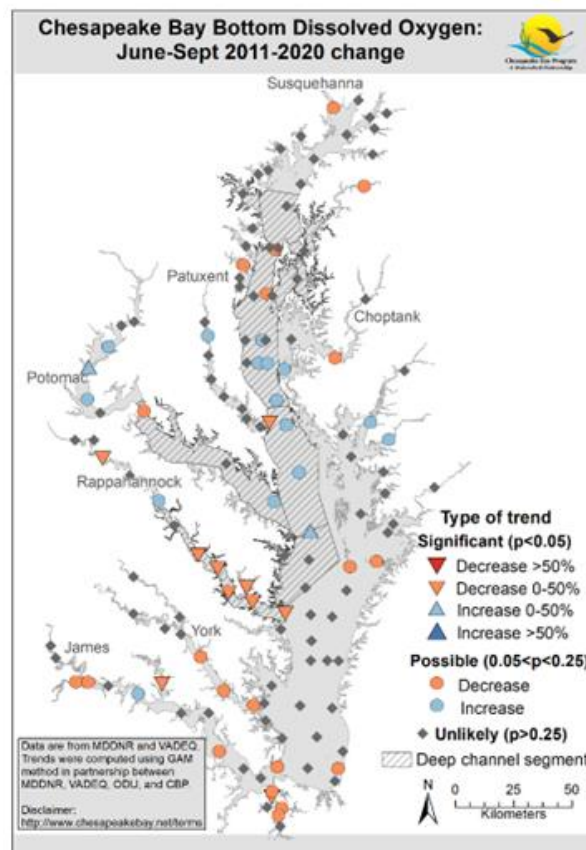 Chesapeake Bay Bottom Dissolved Oxygen:
June-Sept 2011-2020 change
Chesapeake Bay Program
Susquehanna
Patuxent
Choptank
Potomac
Rappahannock
York
James
Type of trend
Significant (p<0.05)
Decrease >50%
Decrease 0-50%
Increase 0-50%
Increase >50%
Possible (0.05<p<0.25)
Decrease
Increase
Unlikely (p>0.25)
Deep channel segment
N
0 25 50
Kilometers
Data are from MDDNR and VADEQ.
Trends were computed using GAM
method in partnership between
MDDNR, VADEQ, ODU, and CBP.
Disclaimer:
http://www.chesapeakebay.net/terms